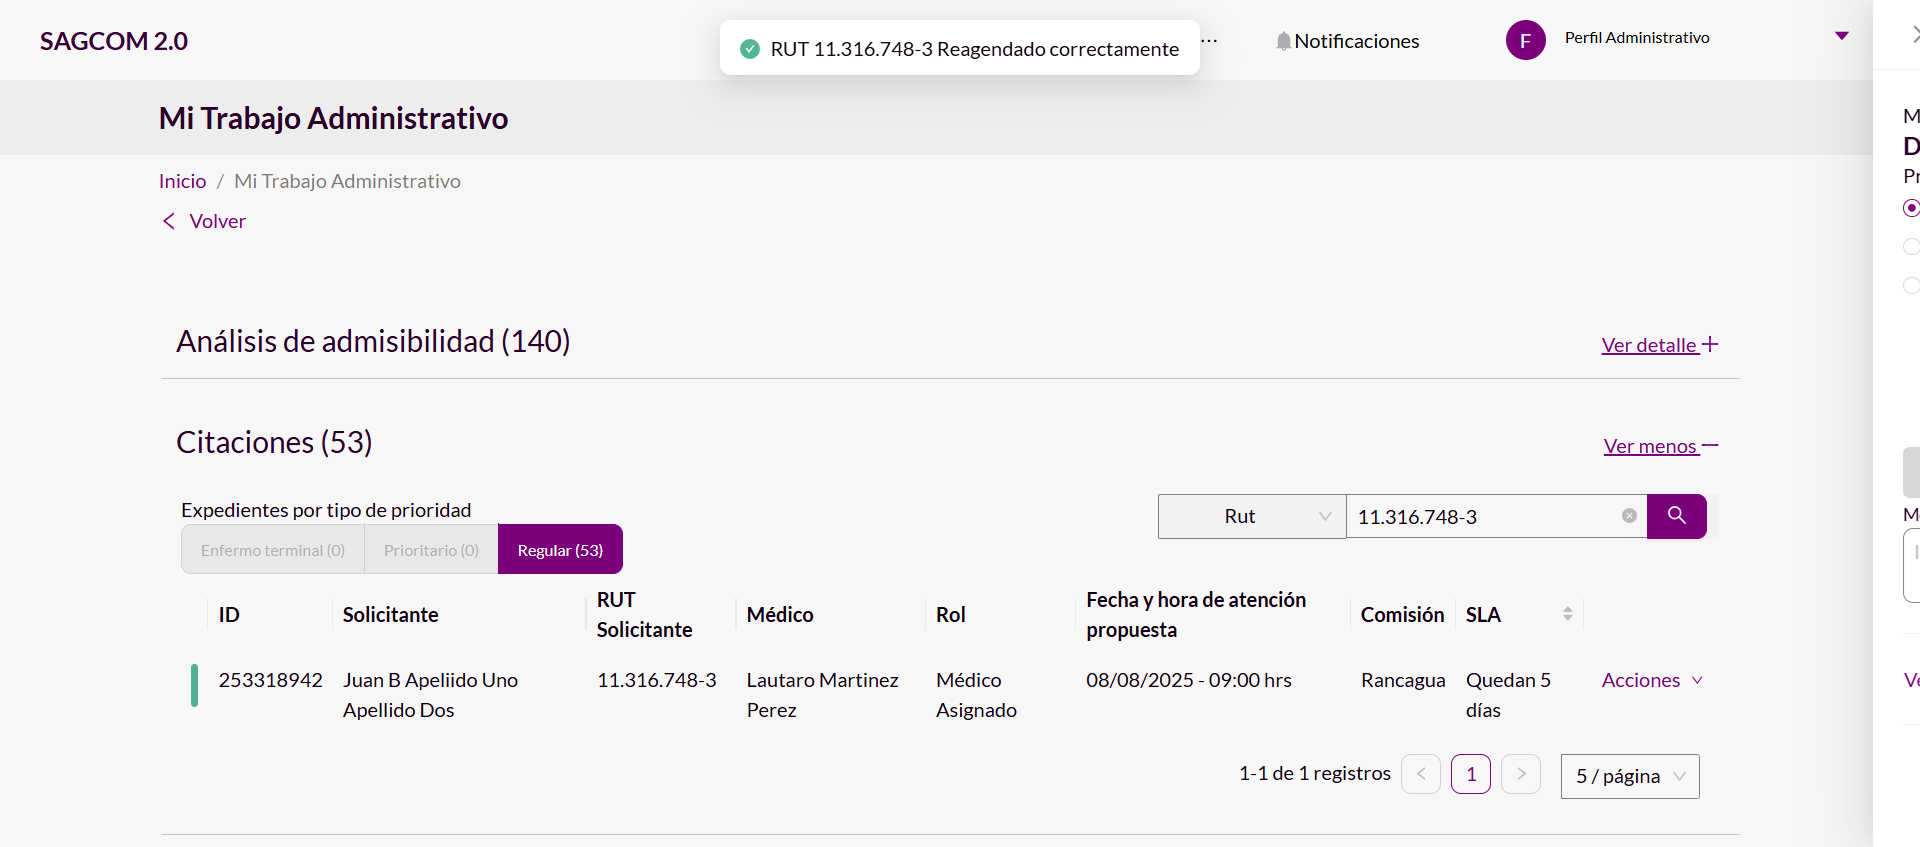 SAGCOM 2.0
RUT 11.316.748-3 Reagendado correctamente
...
Notificaciones
F
Perfil Administrativo
Mi Trabajo Administrativo
Inicio / Mi Trabajo Administrativo
< Volver
Análisis de admisibilidad (140)
Ver detalle +
Citaciones (53)
Ver menos —
Expedientes por tipo de prioridad
Enfermo terminal (0) Prioritario (0) Regular (53)
Rut 11.316.748-3
ID Solicitante RUT Solicitante Médico Rol Fecha y hora de atención propuesta Comisión SLA
253318942 Juan B Apeliido Uno Apellido Dos 11.316.748-3 Lautaro Martinez Perez Médico Asignado 08/08/2025 - 09:00 hrs Rancagua Quedan 5 días Acciones
1-1 de 1 registros < 1 > 5 / página